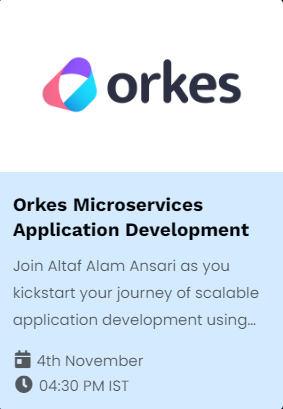 orkes
Orkes Microservices
Application Development
Join Altaf Alam Ansari as you
kickstart your journey of scalable
application development using...
4th November
04:30 PM IST